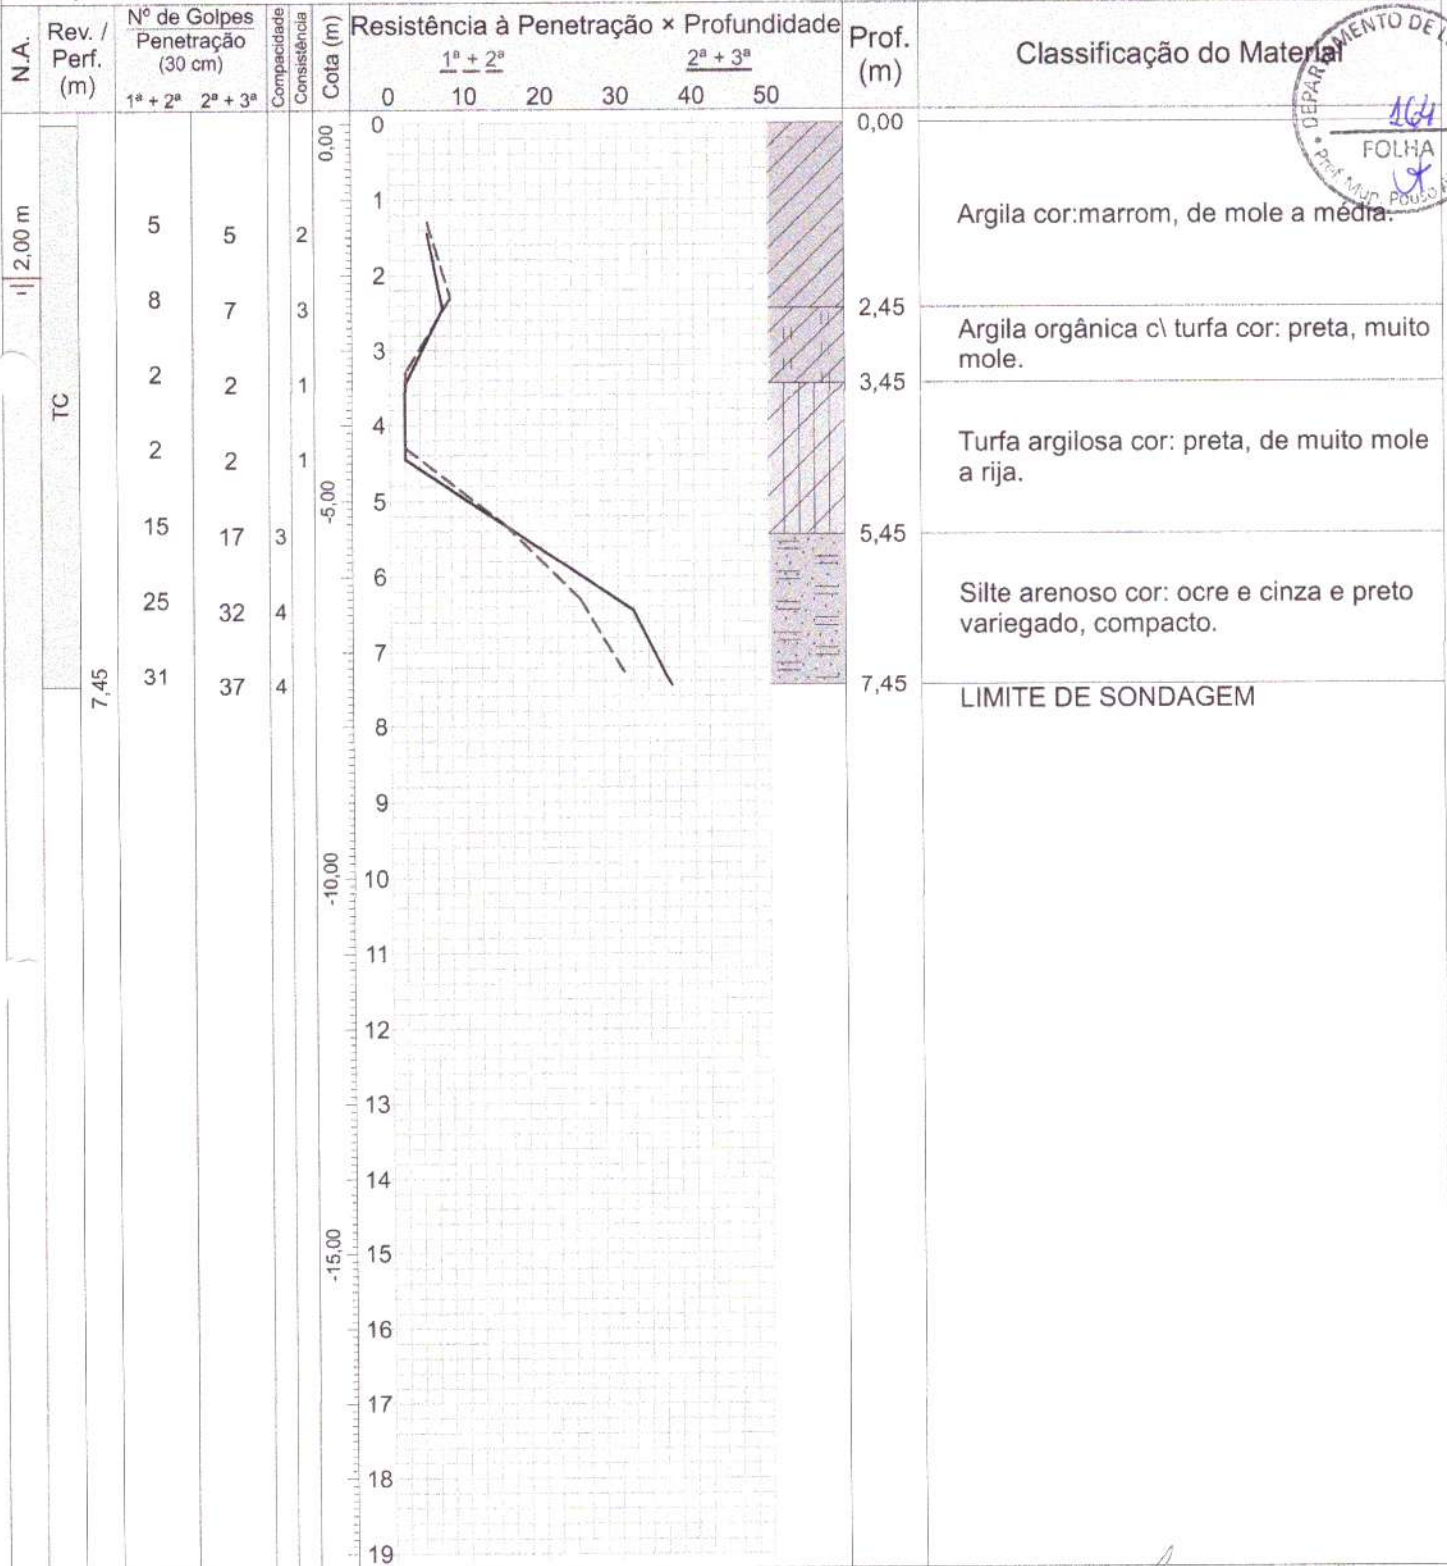 N.A.
Rev. /
Perf.
(m)
Nº de Golpes
Penetração
(30 cm)
1ª + 2ª 2ª + 3ª
Compacidade
Consistência
Cota (m)
Resistência à Penetração × Profundidade
1ª + 2ª 2ª + 3ª
0 10 20 30 40 50
Prof.
(m)
Classificação do Material
DEPARTAMENTO DE
164
FOLHA
Pref. Mun. Pouso
2,00 m
TC
7,45
5 5 2
8 7 3
2 2 1
2 2 1
15 17 3
25 32 4
31 37 4
0,00
-5,00
-10,00
-15,00
0
1
2
3
4
5
6
7
8
9
10
11
12
13
14
15
16
17
18
19
0,00
Argila cor:marrom, de mole a média.
2,45
Argila orgânica c\ turfa cor: preta, muito
mole.
3,45
Turfa argilosa cor: preta, de muito mole
a rija.
5,45
Silte arenoso cor: ocre e cinza e preto
variegado, compacto.
7,45
LIMITE DE SONDAGEM